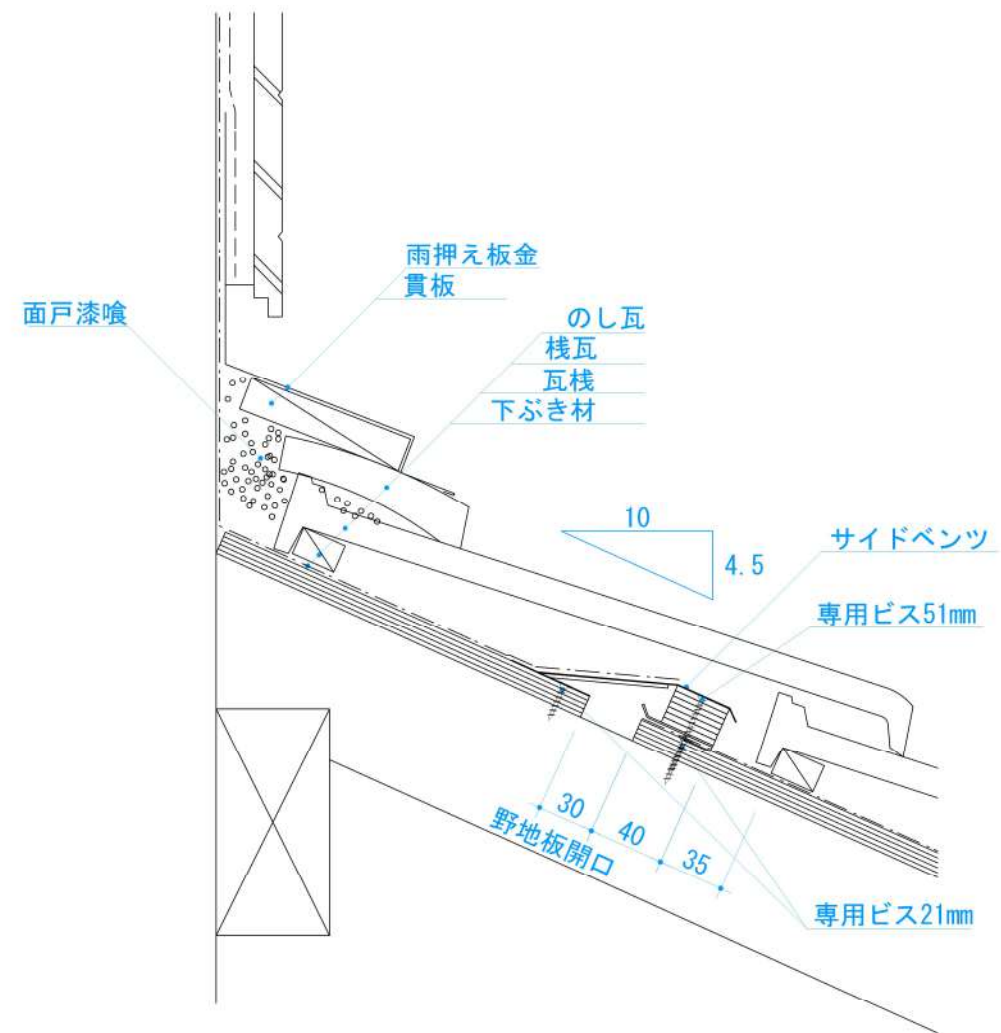 雨押え板金
貫板
面戸漆喰
のし瓦
桟瓦
瓦桟
下ぶき材
10
4.5
サイドベンツ
専用ビス51mm
30
40
35
野地板開口
専用ビス21mm